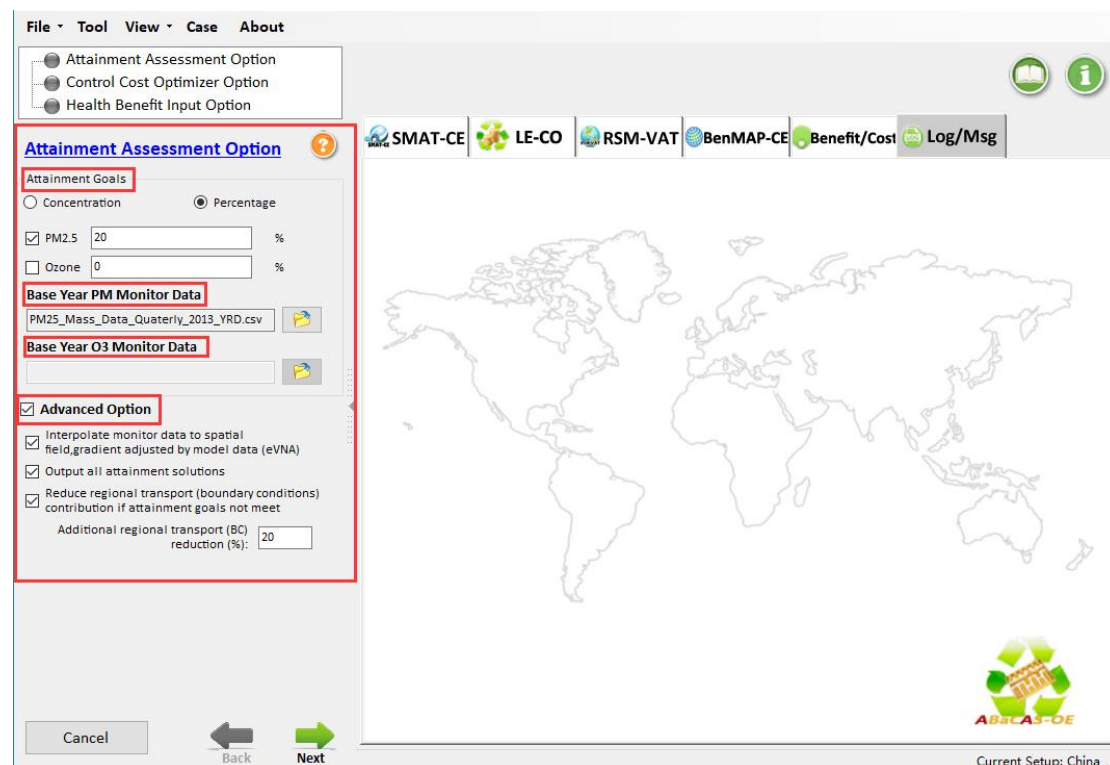 File Tool View Case About
Attainment Assessment Option
Control Cost Optimizer Option
Health Benefit Input Option
SMAT-CE LE-CO RSM-VAT BenMAP-CE Benefit/Cost Log/Msg
Attainment Assessment Option
Attainment Goals
Concentration Percentage
PM2.5 20 %
Ozone 0 %
Base Year PM Monitor Data
PM25_Mass_Data_Quaterly_2013_YRD.csv
Base Year O3 Monitor Data
Advanced Option
Interpolate monitor data to spatial
field,gradient adjusted by model data (eVNA)
Output all attainment solutions
Reduce regional transport (boundary conditions)
contribution if attainment goals not meet
Additional regional transport (BC)
reduction (%): 20
ABaCAS-OE
Cancel Back Next
Current Setup: China